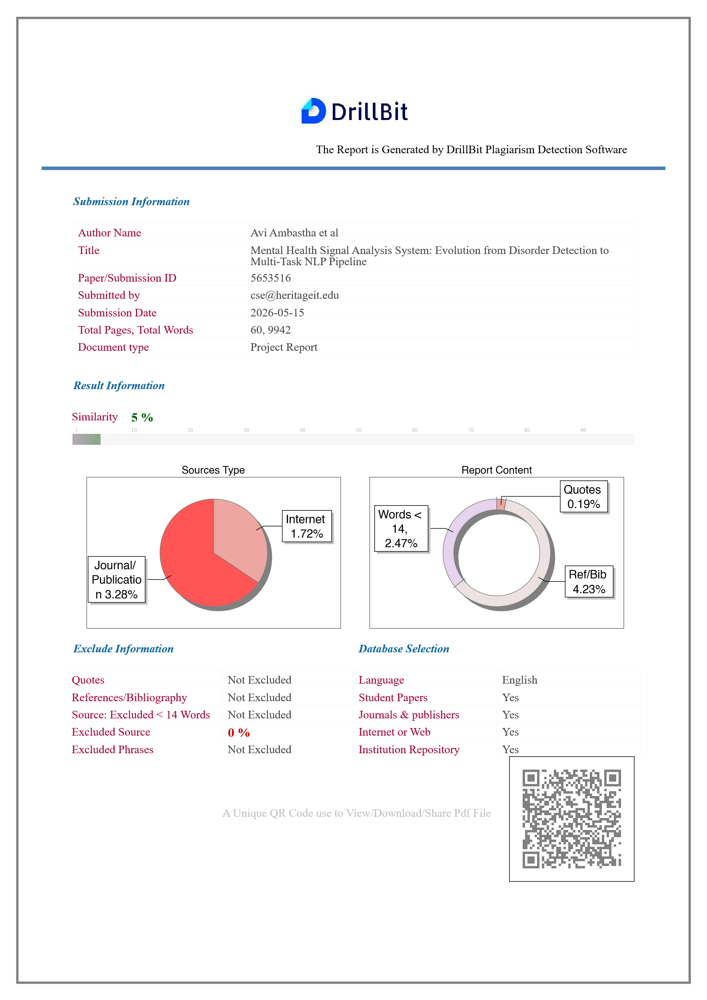 DrillBit
The Report is Generated by DrillBit Plagiarism Detection Software
Submission Information
Author Name Avi Ambastha et al
Title Mental Health Signal Analysis System: Evolution from Disorder Detection to
Multi-Task NLP Pipeline
Paper/Submission ID 5653516
Submitted by cse@heritageit.edu
Submission Date 2026-05-15
Total Pages, Total Words 60, 9942
Document type Project Report
Result Information
Similarity 5 %
1 10 20 30 40 50 60 70 80 90
Sources Type
Internet
1.72%
Journal/
Publicatio
n 3.28%
Report Content
Quotes
0.19%
Words <
14,
2.47%
Ref/Bib
4.23%
Exclude Information
Quotes Not Excluded
References/Bibliography Not Excluded
Source: Excluded < 14 Words Not Excluded
Excluded Source 0 %
Excluded Phrases Not Excluded
Database Selection
Language English
Student Papers Yes
Journals & publishers Yes
Internet or Web Yes
Institution Repository Yes
A Unique QR Code use to View/Download/Share Pdf File